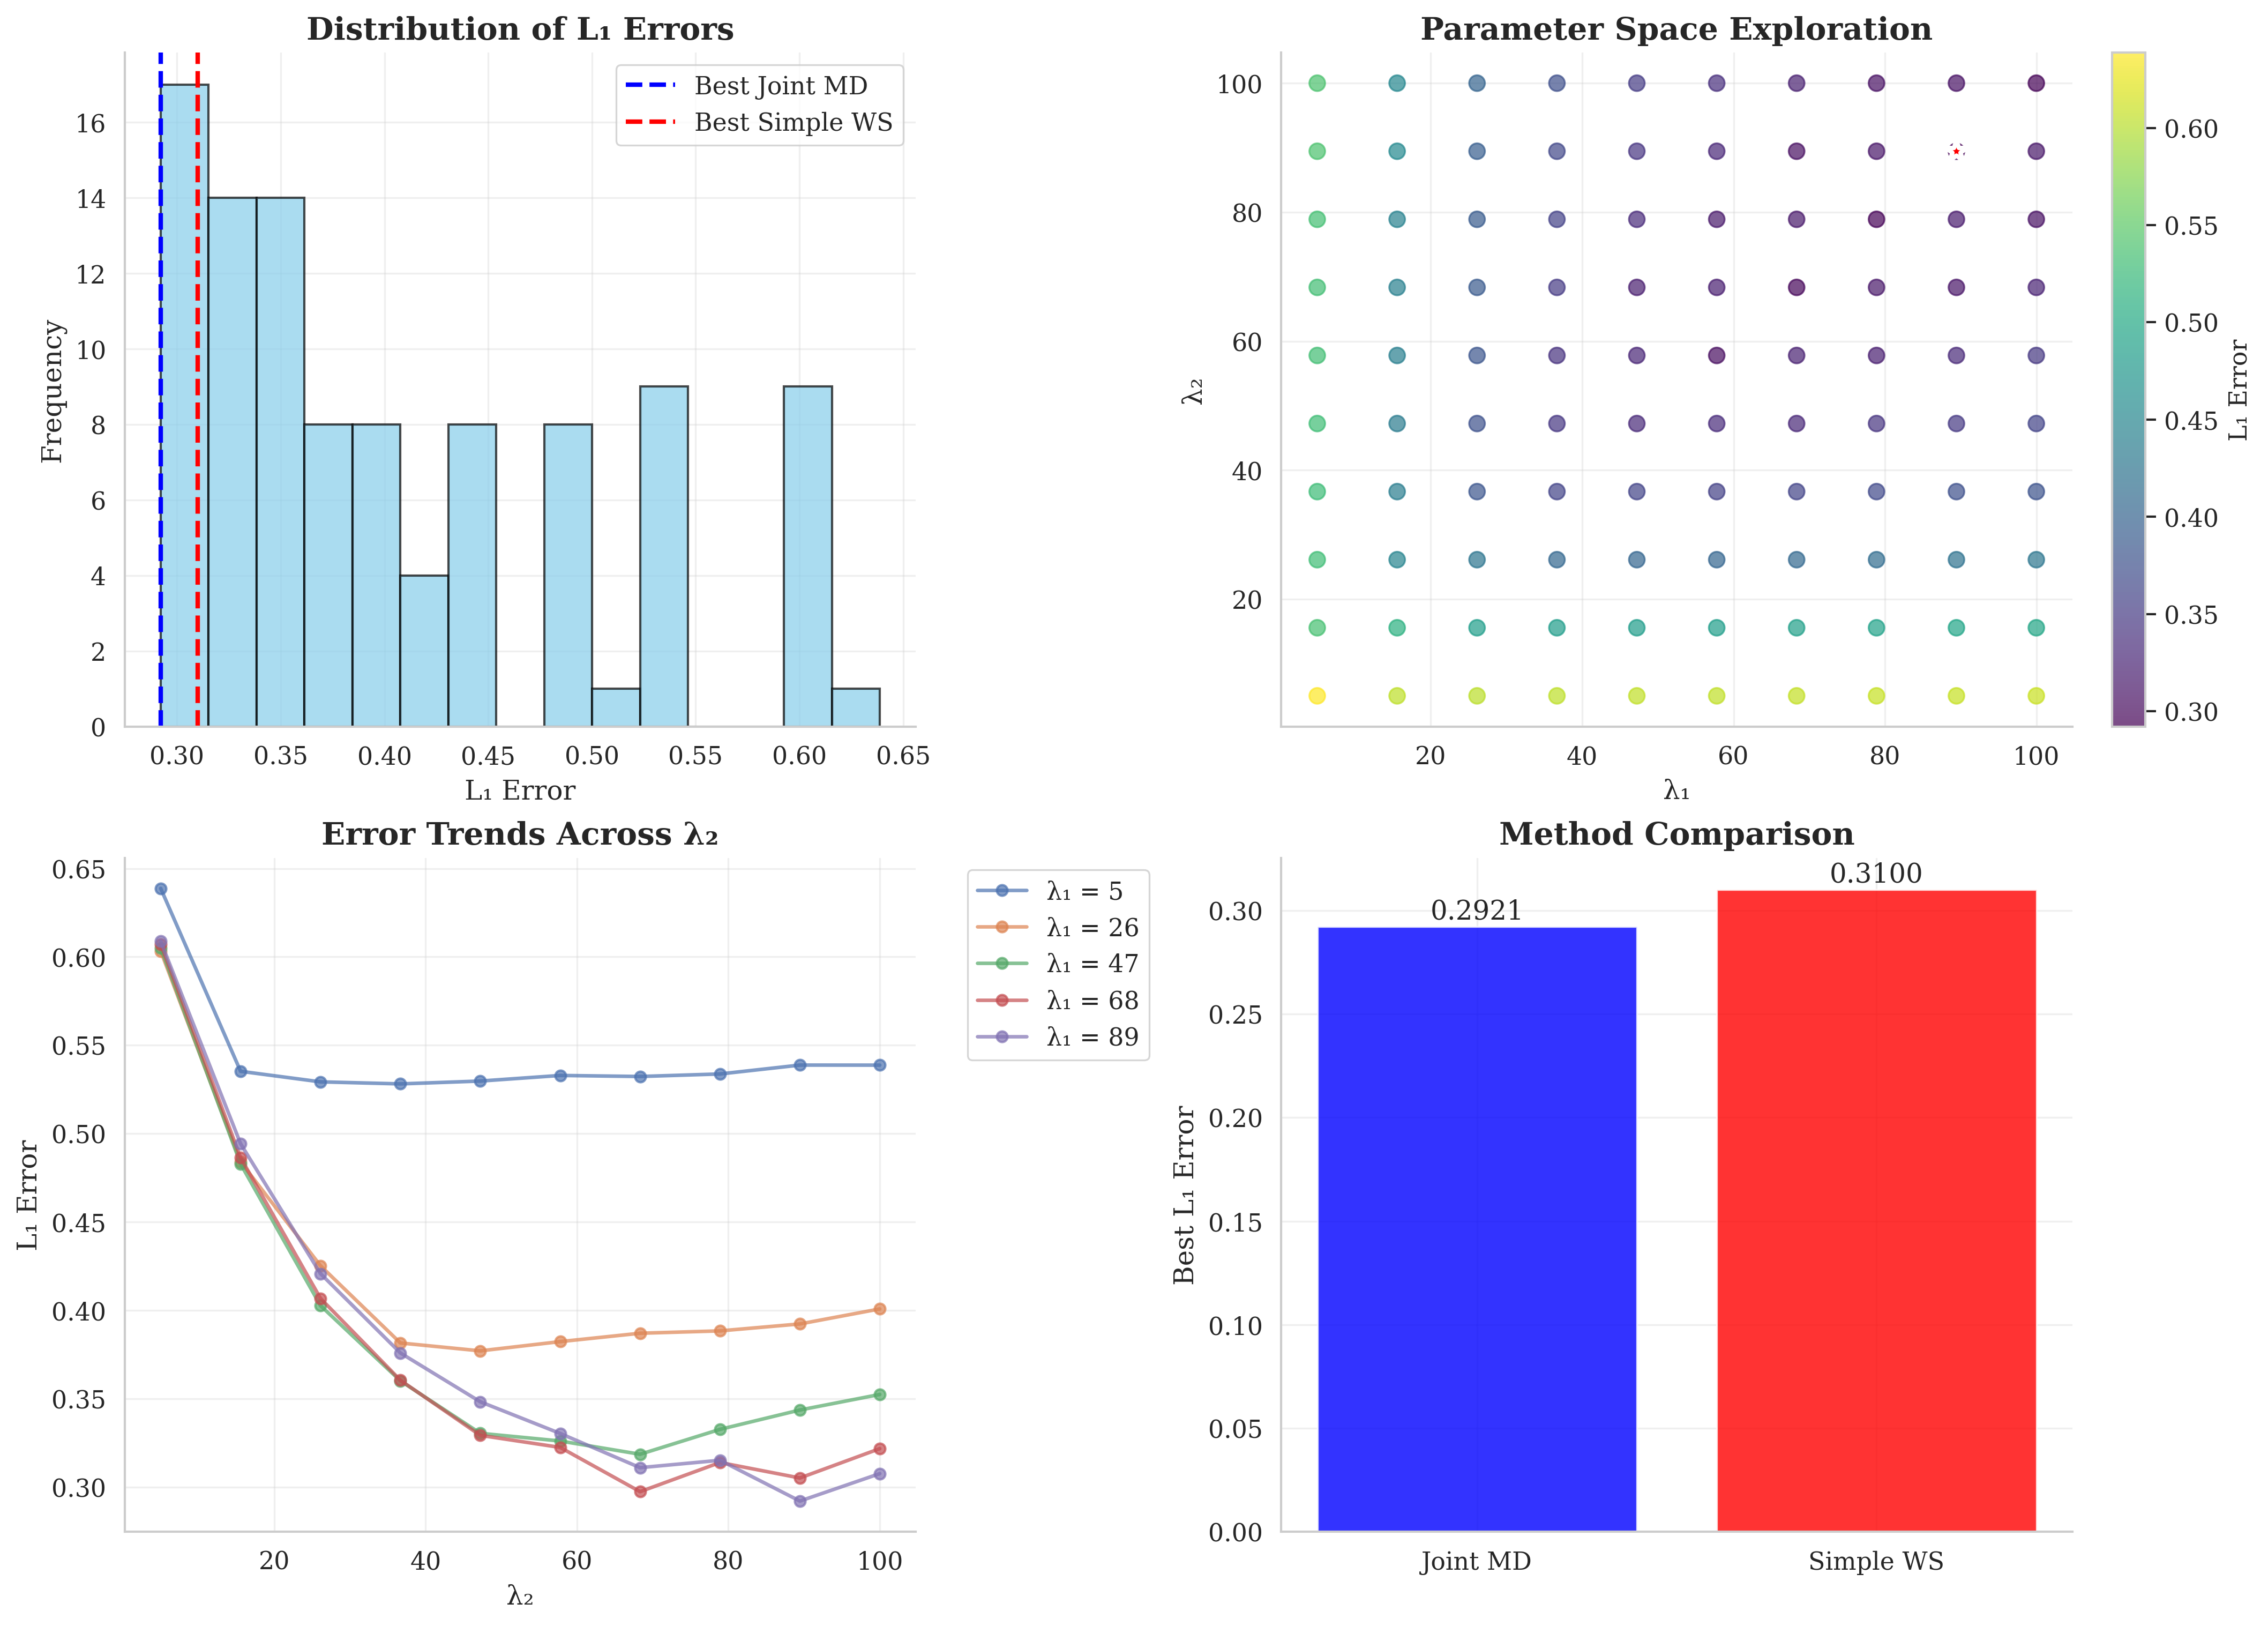 Distribution of L₁ Errors
Best Joint MD
Best Simple WS
Frequency
16
14
12
10
8
6
4
2
0
0.30
0.35
0.40
0.45
0.50
0.55
0.60
0.65
L₁ Error
Parameter Space Exploration
λ₂
100
80
60
40
20
20
40
60
80
100
λ₁
0.60
0.55
0.50
0.45
0.40
0.35
0.30
L₁ Error
Error Trends Across λ₂
L₁ Error
0.65
0.60
0.55
0.50
0.45
0.40
0.35
0.30
20
40
60
80
100
λ₂
λ₁ = 5
λ₁ = 26
λ₁ = 47
λ₁ = 68
λ₁ = 89
Method Comparison
Best L₁ Error
0.30
0.25
0.20
0.15
0.10
0.05
0.00
0.2921
0.3100
Joint MD
Simple WS